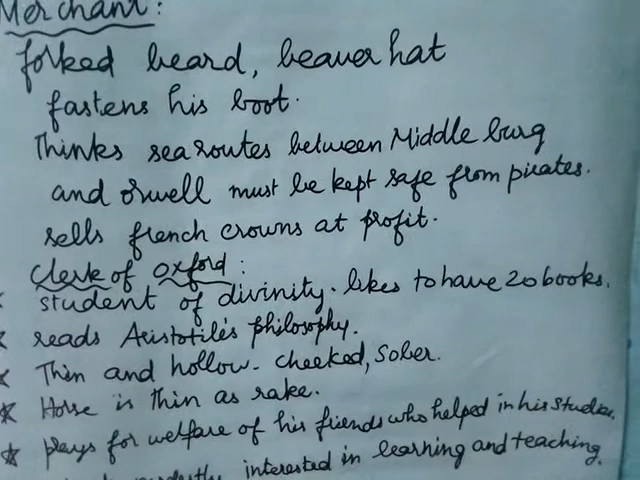 Merchant:
forked beard, beaver hat
fastens his boot.
Thinks sea routes between Middle burg
and orwell must be kept safe from pirates.
sells french crowns at profit.
Clerk of Oxford:
student of divinity. likes to have 20 books.
reads Aristotile's philosophy.
Thin and hollow-cheeked, Sober.
Horse is thin as rake.
prays for welfare of his friends who helped in his studies.
interested in learning and teaching.